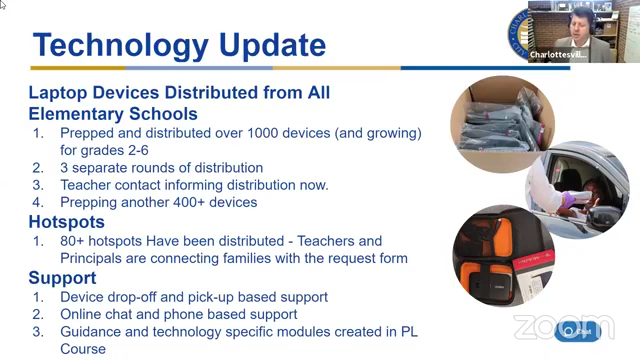 Technology Update
Charlottesvil...
Laptop Devices Distributed from All
Elementary Schools
1. Prepped and distributed over 1000 devices (and growing)
for grades 2-6
2. 3 separate rounds of distribution
3. Teacher contact informing distribution now.
4. Prepping another 400+ devices
Hotspots
1. 80+ hotspots Have been distributed - Teachers and
Principals are connecting families with the request form
Support
1. Device drop-off and pick-up based support
2. Online chat and phone based support
3. Guidance and technology specific modules created in PL
Course
Chat
zoom